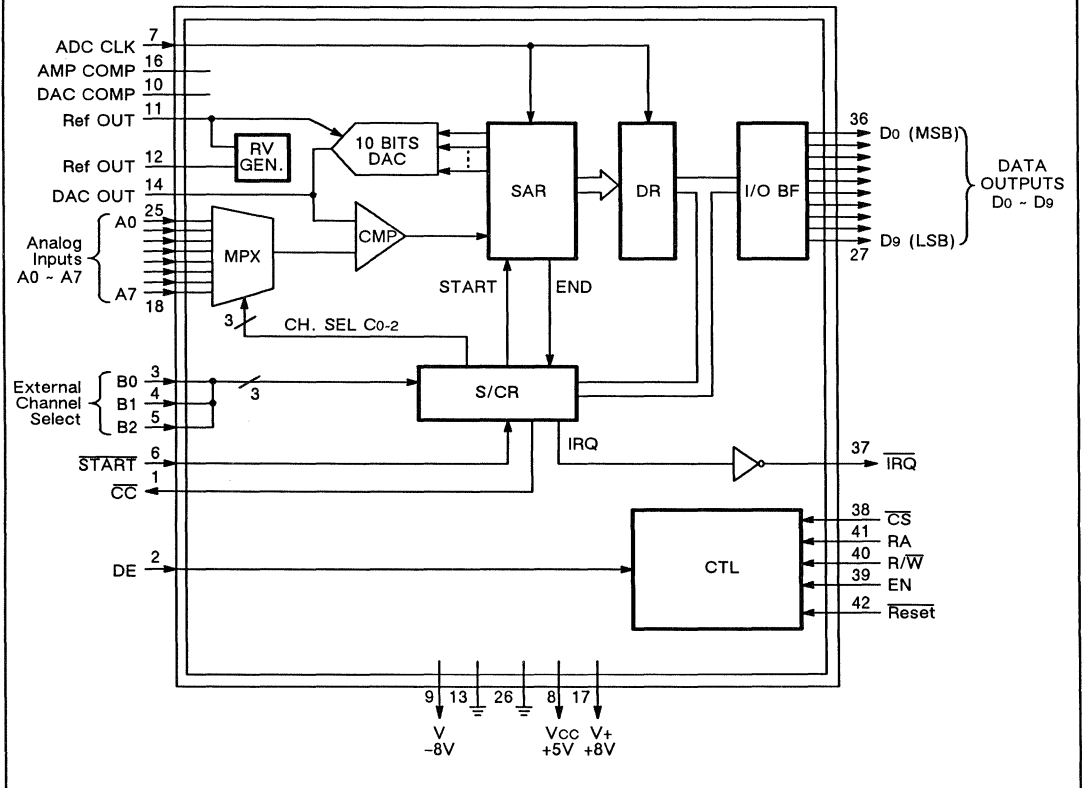 ADC CLK 7
AMP COMP 16
DAC COMP 10
Ref OUT 11
Ref OUT 12
DAC OUT 14
RV
GEN.
10 BITS
DAC
SAR
DR
I/O BF
36 D0 (MSB)
D9 (LSB)
27
DATA
OUTPUTS
D0 ~ D9
Analog
Inputs
A0 ~ A7
A0 25
A7
18
MPX
CMP
START
END
3
CH. SEL C0-2
External
Channel
Select
B0 3
B1 4
B2 5
3
S/CR
START 6
CC 1
IRQ
37 IRQ
DE 2
CTL
38 CS
41 RA
40 R/W
39 EN
42 Reset
9 13 26 8 17
V
-8V
VCC
+5V
V+
+8V